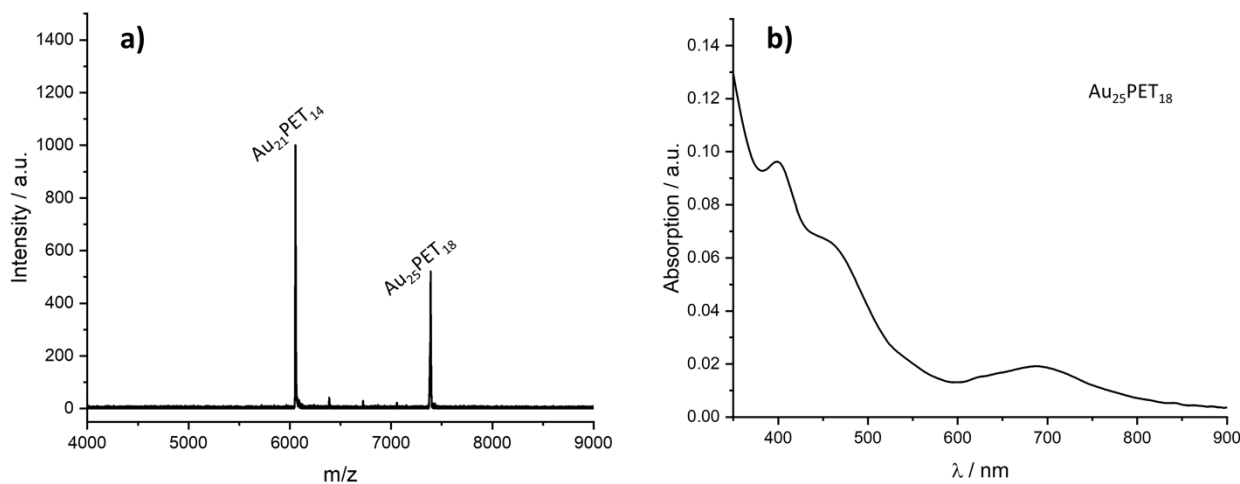 a)
1400
1200
1000
800
600
400
200
0
Intensity / a.u.
Au₂₁PET₁₄
Au₂₅PET₁₈
4000 5000 6000 7000 8000 9000
m/z
b)
0.14
0.12
0.10
0.08
0.06
0.04
0.02
0.00
Absorption / a.u.
Au₂₅PET₁₈
400 500 600 700 800 900
λ / nm